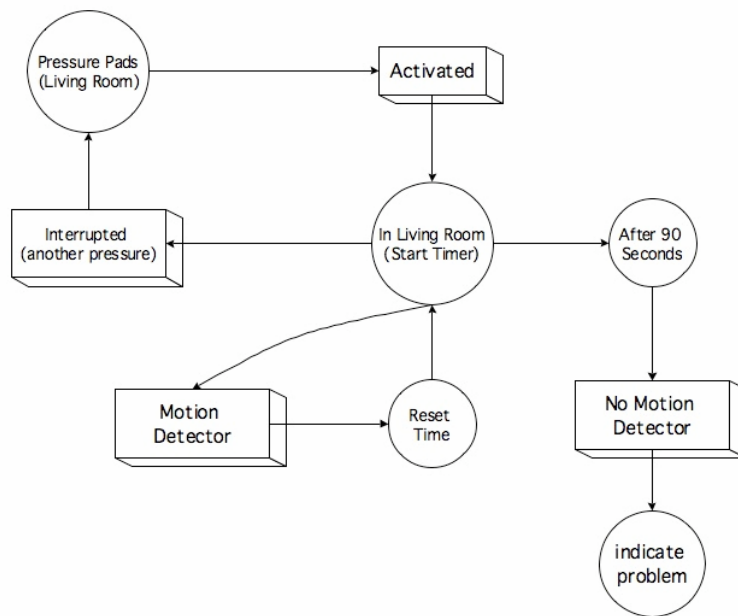 Pressure Pads
(Living Room)
Activated
Interrupted
(another pressure)
In Living Room
(Start Timer)
After 90
Seconds
Motion
Detector
Reset
Time
No Motion
Detector
indicate
problem